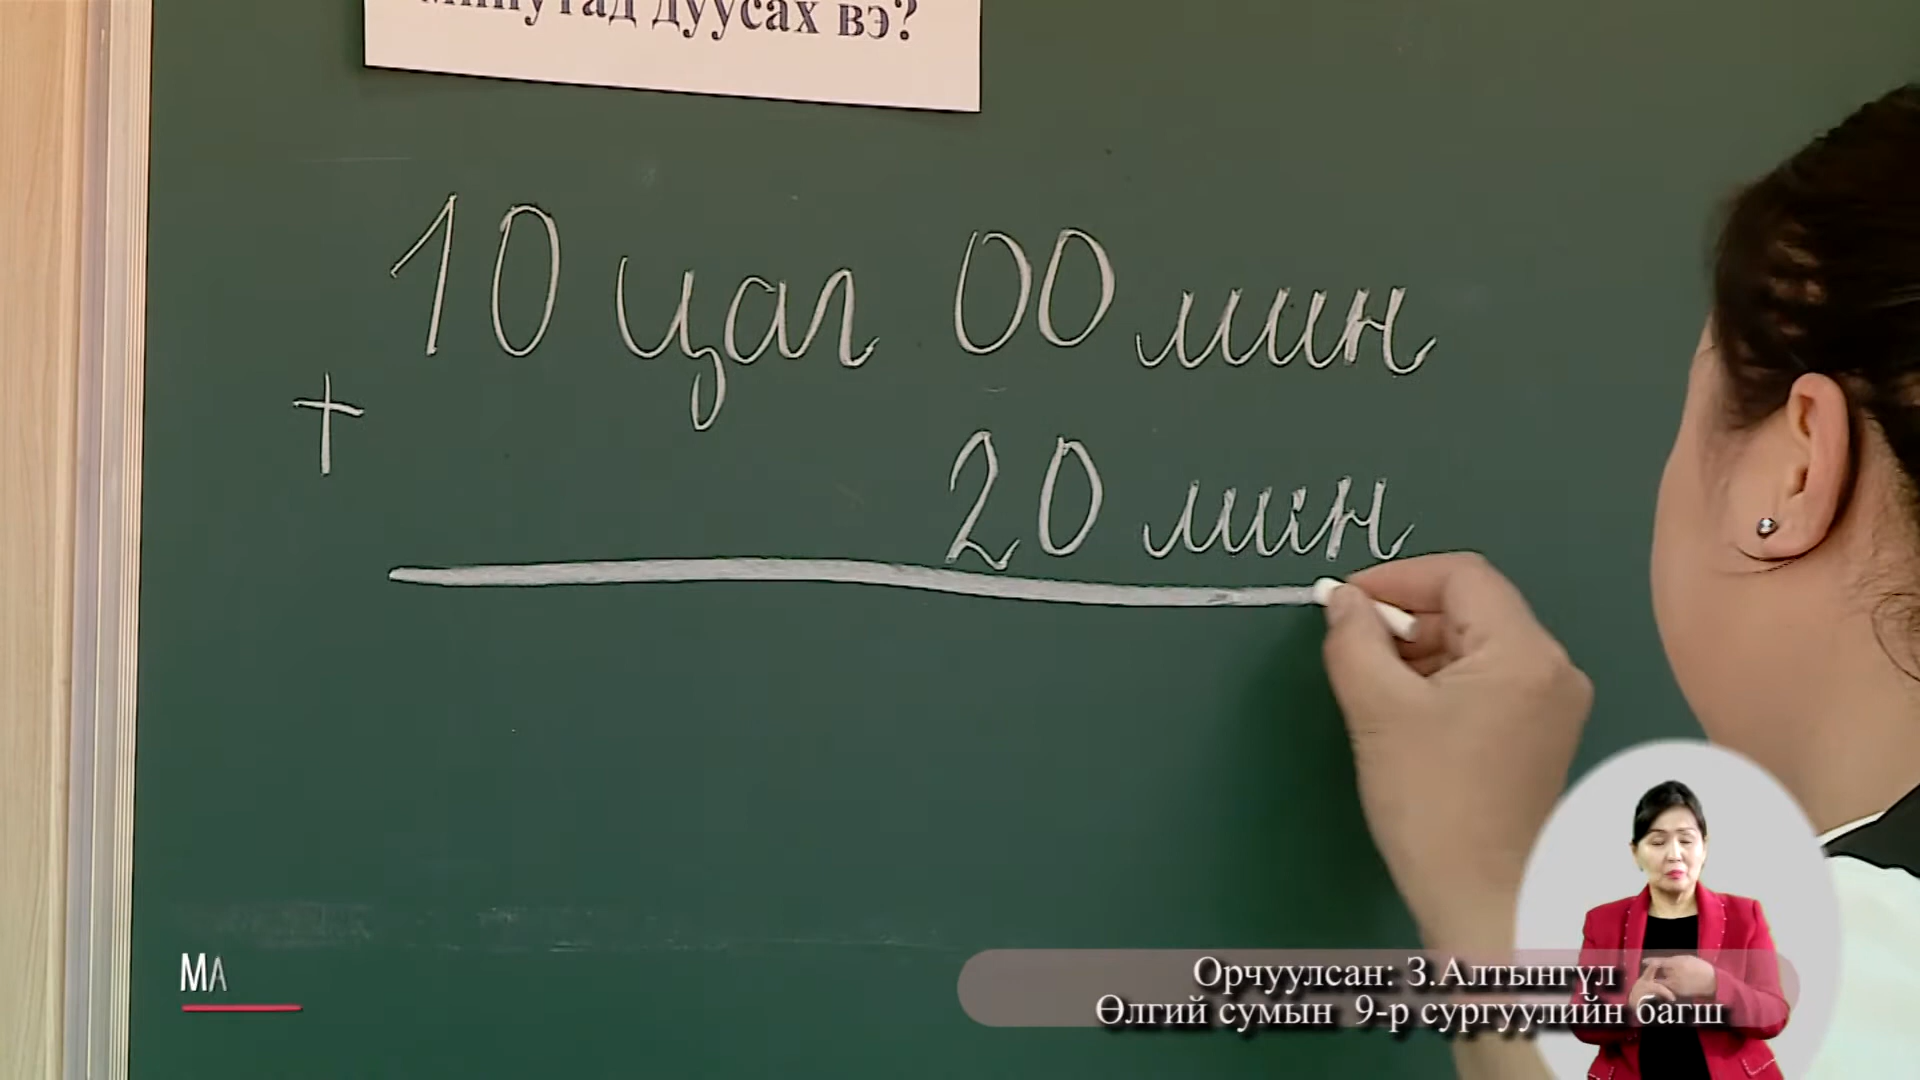 минутад дуусах вэ?
10 цаг 00 мин
+
20 мин
МА
Орчуулсан: З.Алтынгүл
Өлгий сумын 9-р сургуулийн багш